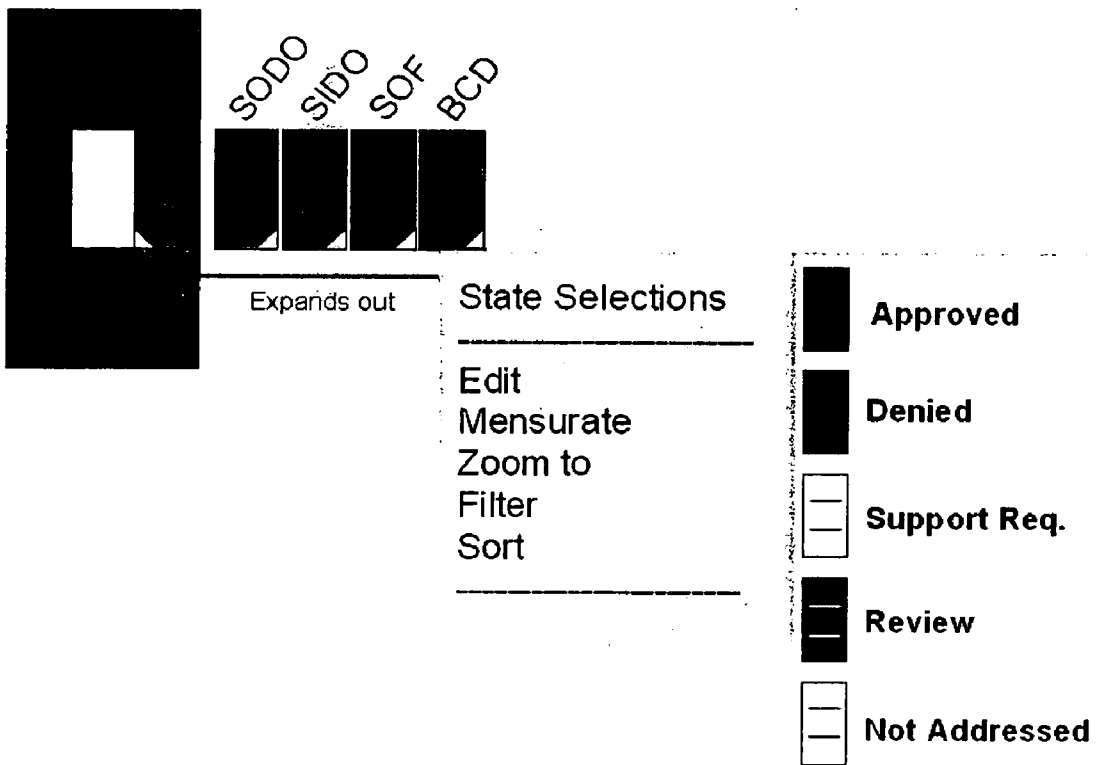 SODO
SIDO
SOF
BCD
Expands out
State Selections
Edit
Mensurate
Zoom to
Filter
Sort
Approved
Denied
Support Req.
Review
Not Addressed